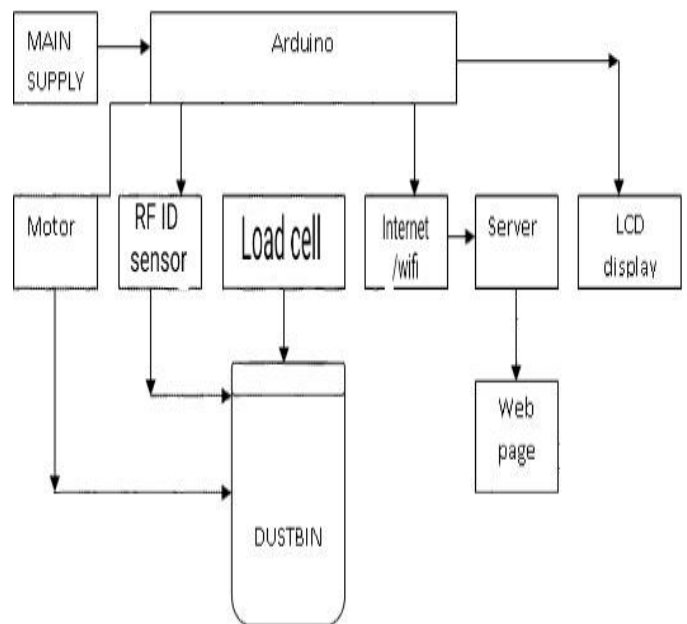 MAIN
SUPPLY
Arduino
Motor
RF ID
sensor
Load cell
Internet
/wifi
Server
LCD
display
Web
page
DUSTBIN